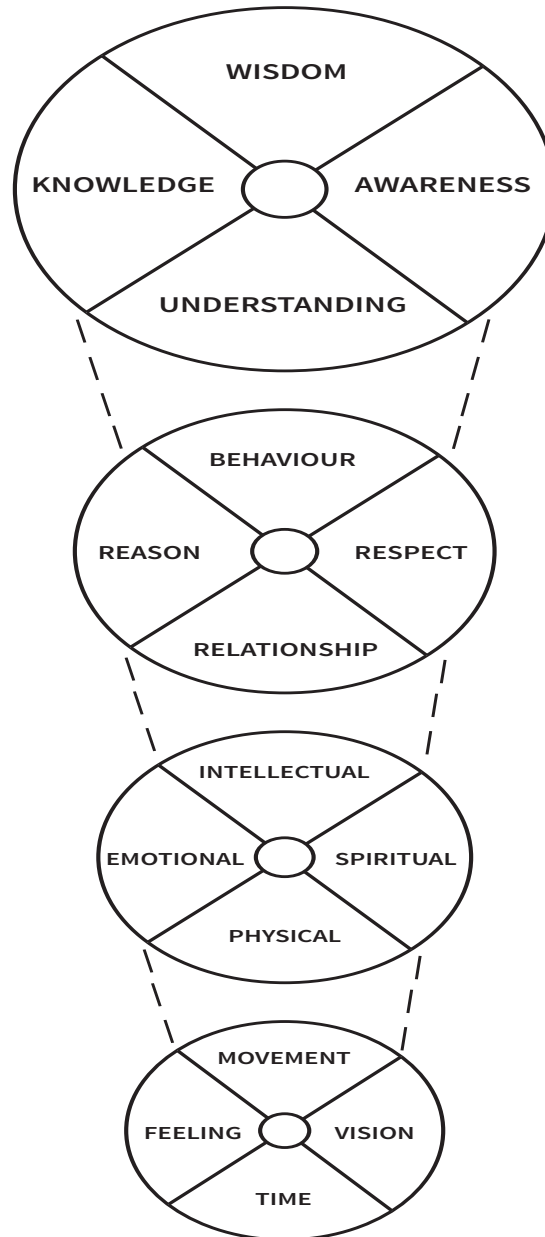 WISDOM
KNOWLEDGE
AWARENESS
UNDERSTANDING
BEHAVIOUR
REASON
RESPECT
RELATIONSHIP
INTELLECTUAL
EMOTIONAL
SPIRITUAL
PHYSICAL
MOVEMENT
FEELING
VISION
TIME